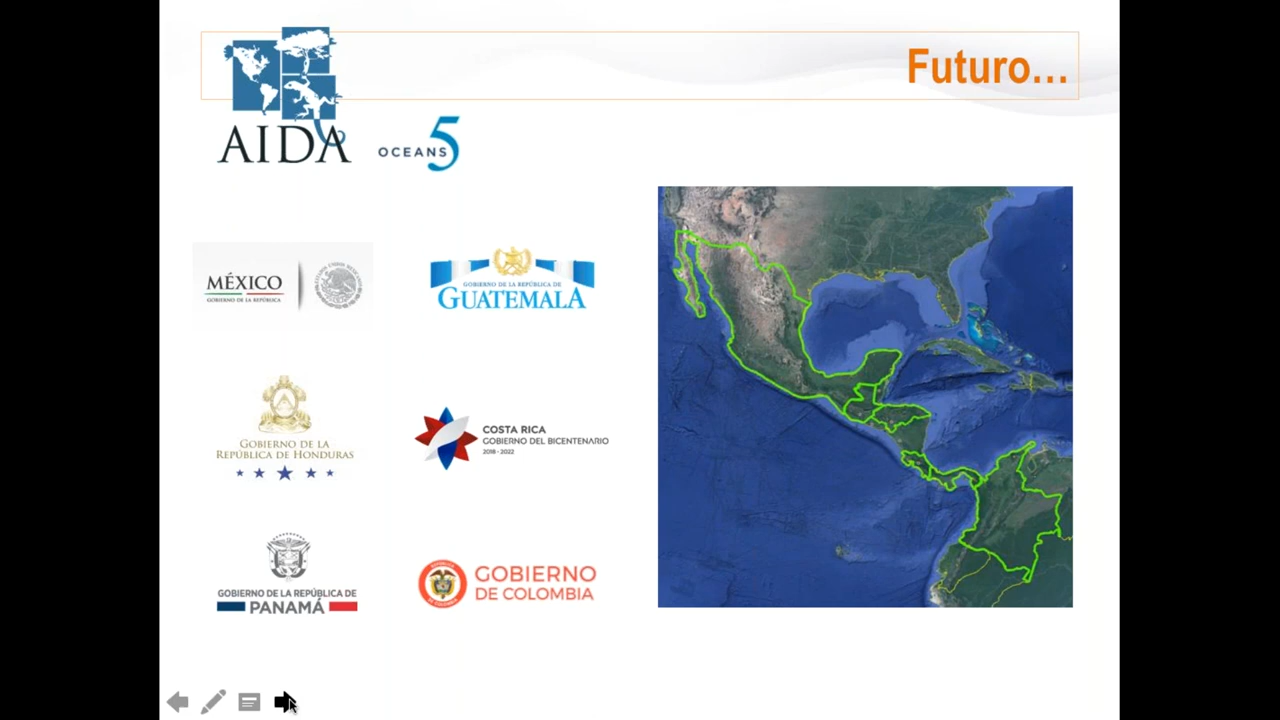 Futuro...
AIDA
OCEANS 5
MÉXICO
GOBIERNO DE LA REPÚBLICA
GOBIERNO DE LA REPÚBLICA DE
GUATEMALA
GOBIERNO DE LA
REPÚBLICA DE HONDURAS
COSTA RICA
GOBIERNO DEL BICENTENARIO
2018 - 2022
GOBIERNO DE LA REPÚBLICA DE
PANAMÁ
GOBIERNO
DE COLOMBIA